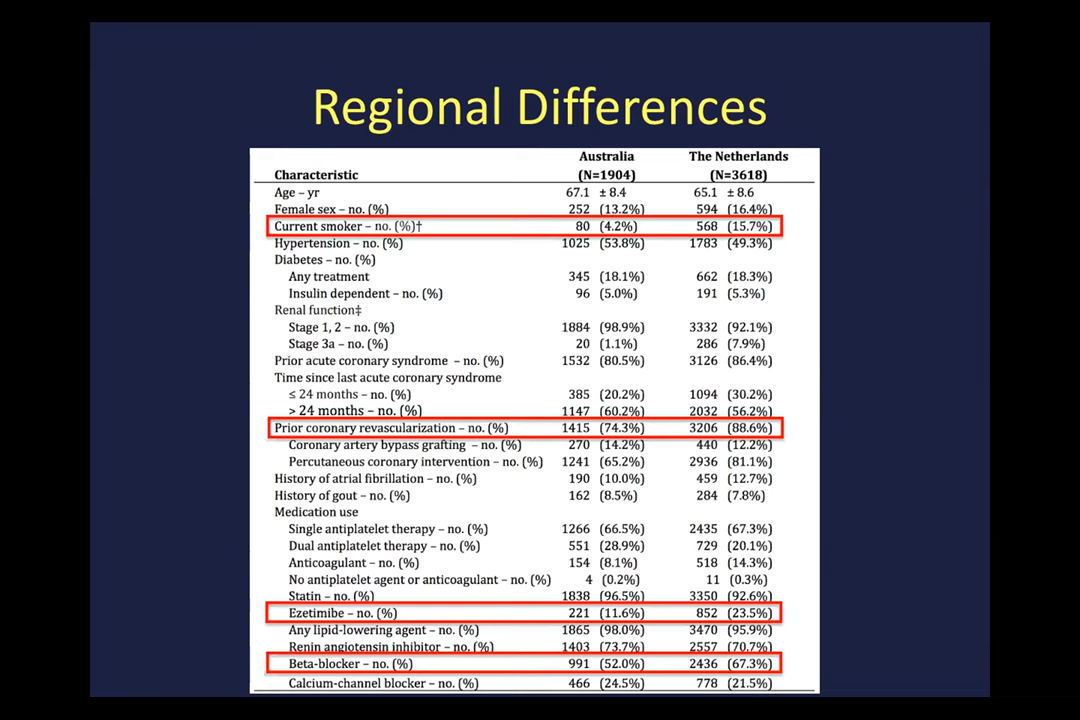 Regional Differences
Australia The Netherlands
Characteristic (N=1904) (N=3618)
Age – yr 67.1 ± 8.4 65.1 ± 8.6
Female sex – no. (%) 252 (13.2%) 594 (16.4%)
Current smoker – no. (%)† 80 (4.2%) 568 (15.7%)
Hypertension – no. (%) 1025 (53.8%) 1783 (49.3%)
Diabetes – no. (%)
Any treatment 345 (18.1%) 662 (18.3%)
Insulin dependent – no. (%) 96 (5.0%) 191 (5.3%)
Renal function‡
Stage 1, 2 – no. (%) 1884 (98.9%) 3332 (92.1%)
Stage 3a – no. (%) 20 (1.1%) 286 (7.9%)
Prior acute coronary syndrome – no. (%) 1532 (80.5%) 3126 (86.4%)
Time since last acute coronary syndrome
≤ 24 months – no. (%) 385 (20.2%) 1094 (30.2%)
> 24 months – no. (%) 1147 (60.2%) 2032 (56.2%)
Prior coronary revascularization – no. (%) 1415 (74.3%) 3206 (88.6%)
Coronary artery bypass grafting – no. (%) 270 (14.2%) 440 (12.2%)
Percutaneous coronary intervention – no. (%) 1241 (65.2%) 2936 (81.1%)
History of atrial fibrillation – no. (%) 190 (10.0%) 459 (12.7%)
History of gout – no. (%) 162 (8.5%) 284 (7.8%)
Medication use
Single antiplatelet therapy – no. (%) 1266 (66.5%) 2435 (67.3%)
Dual antiplatelet therapy – no. (%) 551 (28.9%) 729 (20.1%)
Anticoagulant – no. (%) 154 (8.1%) 518 (14.3%)
No antiplatelet agent or anticoagulant – no. (%) 4 (0.2%) 11 (0.3%)
Statin – no. (%) 1838 (96.5%) 3350 (92.6%)
Ezetimibe – no. (%) 221 (11.6%) 852 (23.5%)
Any lipid-lowering agent – no. (%) 1865 (98.0%) 3470 (95.9%)
Renin angiotensin inhibitor – no. (%) 1403 (73.7%) 2557 (70.7%)
Beta-blocker – no. (%) 991 (52.0%) 2436 (67.3%)
Calcium-channel blocker – no. (%) 466 (24.5%) 778 (21.5%)